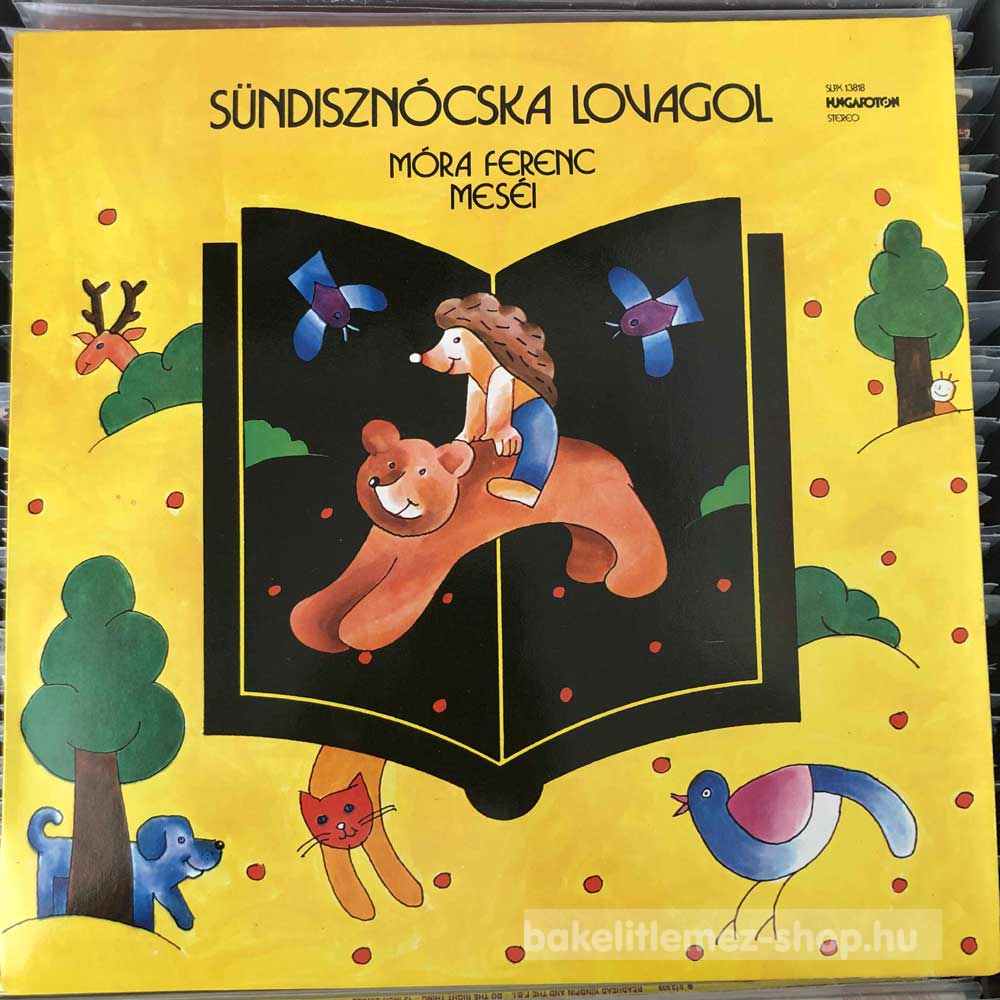 SÜNDISZNÓCSKA LOVAGOL
SLPX 13818
HUNGAROTON
STEREO
MÓRA FERENC
MESÉI
bakelitlemez-shop.hu